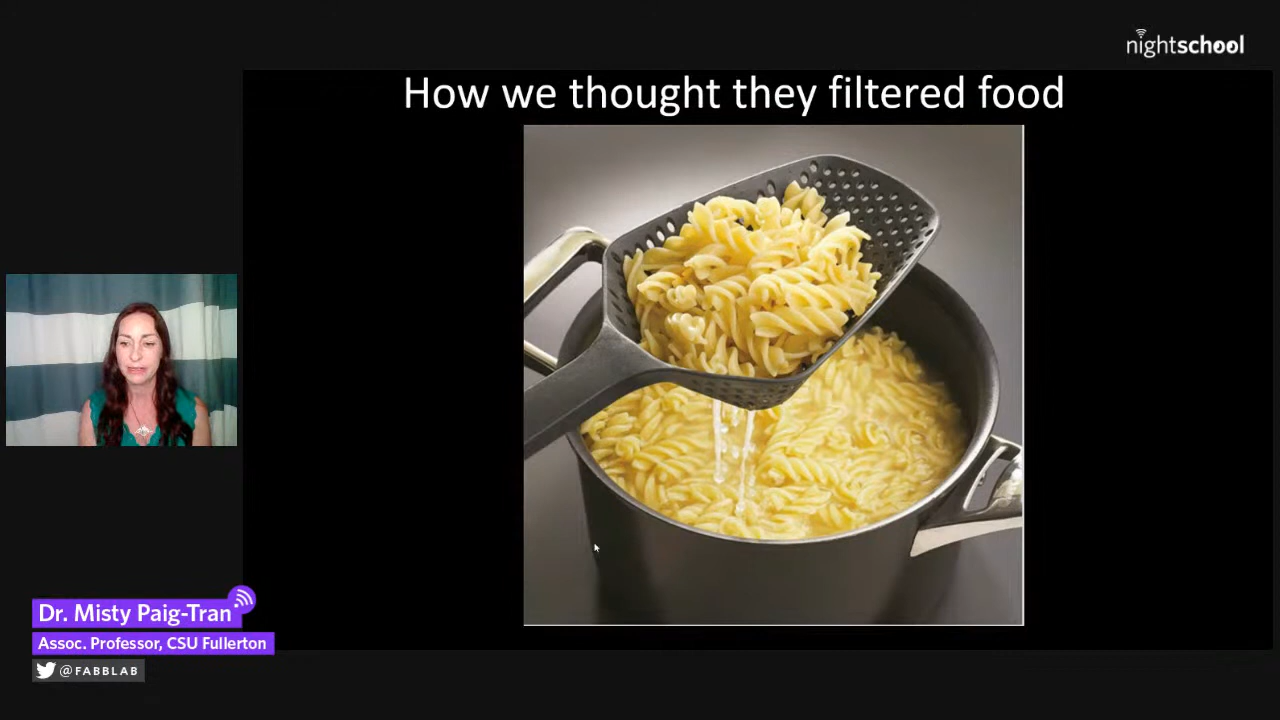 nightschool
How we thought they filtered food
Dr. Misty Paig-Tran
Assoc. Professor, CSU Fullerton
@FABBLAB